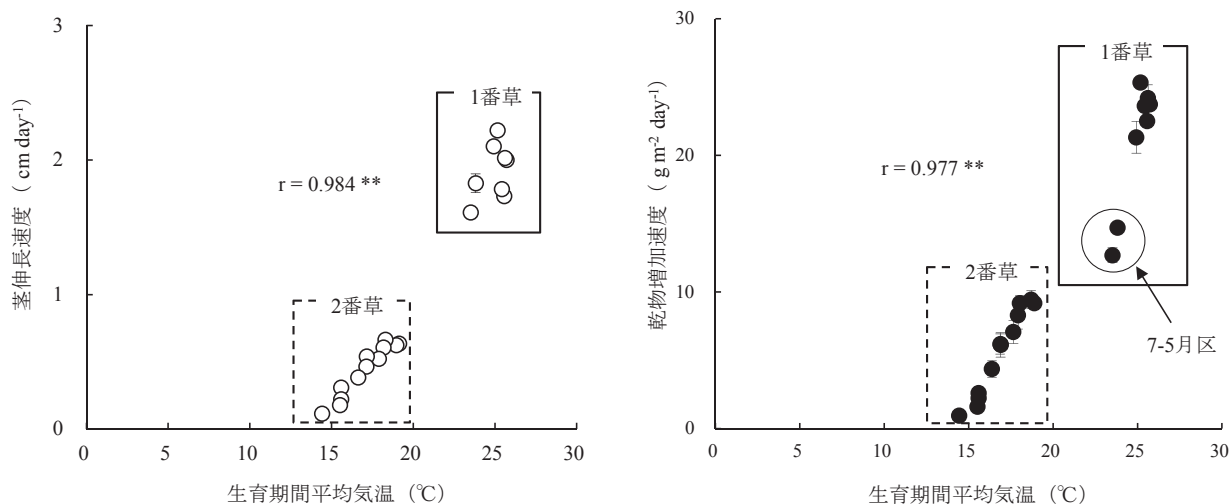 3
2
1
0
茎伸長速度（ cm day-1）
1番草
r = 0.984 **
2番草
0
5
10
15
20
25
30
生育期間平均気温（℃）
30
20
10
0
乾物増加速度（ g m-2 day-1）
1番草
r = 0.977 **
2番草
7-5月区
0
5
10
15
20
25
30
生育期間平均気温（℃）